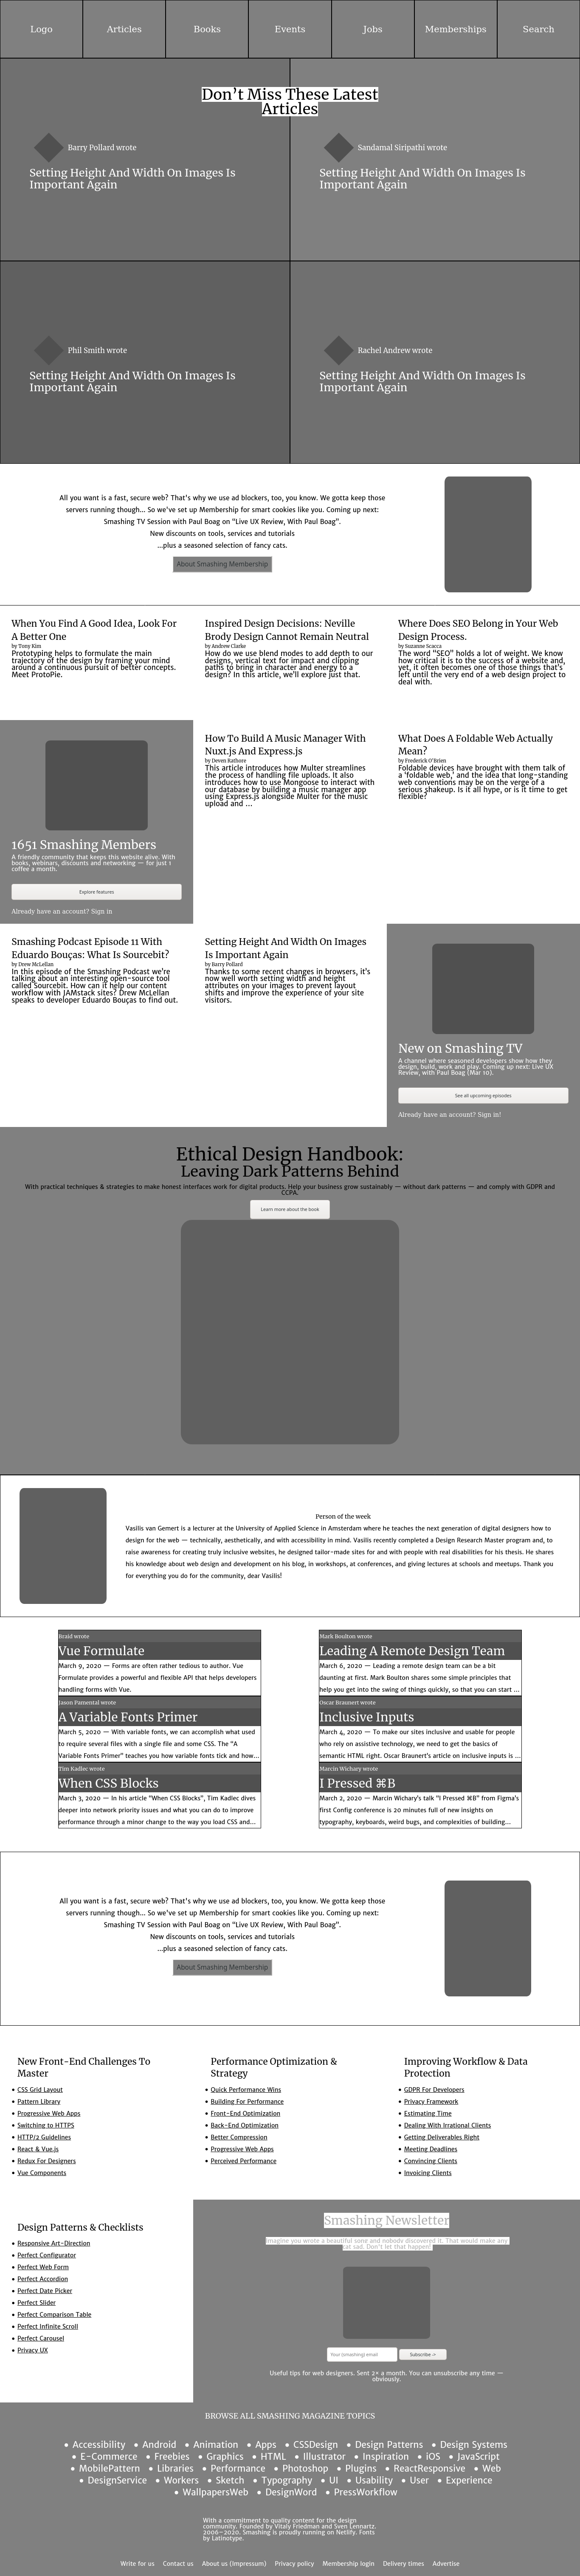 Logo
Articles
Books
Events
Jobs
Memberships
Search
Don't Miss These Latest
Articles
Barry Pollard wrote
Setting Height And Width On Images Is
Important Again
Sandamal Siripathi wrote
Setting Height And Width On Images Is
Important Again
Phil Smith wrote
Setting Height And Width On Images Is
Important Again
Rachel Andrew wrote
Setting Height And Width On Images Is
Important Again
All you want is a fast, secure web? That's why we use ad blockers, too, you know. We gotta keep those
servers running though... So we've set up Membership for smart cookies like you. Coming up next:
Smashing TV Session with Paul Boag on "Live UX Review, With Paul Boag".
New discounts on tools, services and tutorials
...plus a seasoned selection of fancy cats.
About Smashing Membership
When You Find A Good Idea, Look For
A Better One
by Tony Kim
Prototyping helps to formulate the main
trajectory of the design by framing your mind
around a continuous pursuit of better concepts.
Meet ProtoPie.
Inspired Design Decisions: Neville
Brody Design Cannot Remain Neutral
by Andrew Clarke
How do we use blend modes to add depth to our
designs, vertical text for impact and clipping
paths to bring in character and energy to a
design? In this article, we'll explore just that.
Where Does SEO Belong in Your Web
Design Process.
by Suzanne Scacca
The word "SEO" holds a lot of weight. We know
how critical it is to the success of a website and,
yet, it often becomes one of those things that's
left until the very end of a web design project to
deal with.
1651 Smashing Members
A friendly community that keeps this website alive. With
books, webinars, discounts and networking — for just 1
coffee a month.
Explore features
Already have an account? Sign in
How To Build A Music Manager With
Nuxt.js And Express.js
by Deven Rathore
This article introduces how Multer streamlines
the process of handling file uploads. It also
introduces how to use Mongoose to interact with
our database by building a music manager app
using Express.js alongside Multer for the music
upload and ...
What Does A Foldable Web Actually
Mean?
by Frederick O'Brien
Foldable devices have brought with them talk of
a 'foldable web,' and the idea that long-standing
web conventions may be on the verge of a
serious shakeup. Is it all hype, or is it time to get
flexible?
Smashing Podcast Episode 11 With
Eduardo Bouças: What Is Sourcebit?
by Drew McLellan
In this episode of the Smashing Podcast we're
talking about an interesting open-source tool
called Sourcebit. How can it help our content
workflow with JAMstack sites? Drew McLellan
speaks to developer Eduardo Bouças to find out.
Setting Height And Width On Images
Is Important Again
by Barry Pollard
Thanks to some recent changes in browsers, it's
now well worth setting width and height
attributes on your images to prevent layout
shifts and improve the experience of your site
visitors.
New on Smashing TV
A channel where seasoned developers show how they
design, build, work and play. Coming up next: Live UX
Review, with Paul Boag (Mar 10).
See all upcoming episodes
Already have an account? Sign in!
Ethical Design Handbook:
Leaving Dark Patterns Behind
With practical techniques & strategies to make honest interfaces work for digital products. Help your business grow sustainably — without dark patterns — and comply with GDPR and
CCPA.
Learn more about the book
Person of the week
Vasilis van Gemert is a lecturer at the University of Applied Science in Amsterdam where he teaches the next generation of digital designers how to
design for the web — technically, aesthetically, and with accessibility in mind. Vasilis recently completed a Design Research Master program and, to
raise awareness for creating truly inclusive websites, he designed tailor-made sites for and with people with real disabilities for his thesis. He shares
his knowledge about web design and development on his blog, in workshops, at conferences, and giving lectures at schools and meetups. Thank you
for everything you do for the community, dear Vasilis!
Braid wrote
Vue Formulate
March 9, 2020 — Forms are often rather tedious to author. Vue
Formulate provides a powerful and flexible API that helps developers
handling forms with Vue.
Jason Pamental wrote
A Variable Fonts Primer
March 5, 2020 — With variable fonts, we can accomplish what used
to require several files with a single file and some CSS. The "A
Variable Fonts Primer" teaches you how variable fonts tick and how...
Tim Kadlec wrote
When CSS Blocks
March 3, 2020 — In his article "When CSS Blocks", Tim Kadlec dives
deeper into network priority issues and what you can do to improve
performance through a minor change to the way you load CSS and...
Mark Boulton wrote
Leading A Remote Design Team
March 6, 2020 — Leading a remote design team can be a bit
daunting at first. Mark Boulton shares some simple principles that
help you get into the swing of things quickly, so that you can start ...
Oscar Braunert wrote
Inclusive Inputs
March 4, 2020 — To make our sites inclusive and usable for people
who rely on assistive technology, we need to get the basics of
semantic HTML right. Oscar Braunert's article on inclusive inputs is ...
Marcin Wichary wrote
I Pressed ⌘B
March 2, 2020 — Marcin Wichary's talk "I Pressed ⌘B" from Figma's
first Config conference is 20 minutes full of new insights on
typography, keyboards, weird bugs, and complexities of building...
All you want is a fast, secure web? That's why we use ad blockers, too, you know. We gotta keep those
servers running though... So we've set up Membership for smart cookies like you. Coming up next:
Smashing TV Session with Paul Boag on "Live UX Review, With Paul Boag".
New discounts on tools, services and tutorials
...plus a seasoned selection of fancy cats.
About Smashing Membership
New Front-End Challenges To
Master
CSS Grid Layout
Pattern Library
Progressive Web Apps
Switching to HTTPS
HTTP/2 Guidelines
React & Vue.js
Redux For Designers
Vue Components
Performance Optimization &
Strategy
Quick Performance Wins
Building For Performance
Front-End Optimization
Back-End Optimization
Better Compression
Progressive Web Apps
Perceived Performance
Improving Workflow & Data
Protection
GDPR For Developers
Privacy Framework
Estimating Time
Dealing With Irrational Clients
Getting Deliverables Right
Meeting Deadlines
Convincing Clients
Invoicing Clients
Design Patterns & Checklists
Responsive Art-Direction
Perfect Configurator
Perfect Web Form
Perfect Accordion
Perfect Date Picker
Perfect Slider
Perfect Comparison Table
Perfect Infinite Scroll
Perfect Carousel
Privacy UX
Smashing Newsletter
Imagine you wrote a beautiful song and nobody discovered it. That would make any
cat sad. Don't let that happen!
Your (smashing) email
Subscribe ->
Useful tips for web designers. Sent 2× a month. You can unsubscribe any time —
obviously.
BROWSE ALL SMASHING MAGAZINE TOPICS
• Accessibility • Android • Animation • Apps • CSSDesign • Design Patterns • Design Systems
• E-Commerce • Freebies • Graphics • HTML • Illustrator • Inspiration • iOS • JavaScript
• MobilePattern • Libraries • Performance • Photoshop • Plugins • ReactResponsive • Web
• DesignService • Workers • Sketch • Typography • UI • Usability • User • Experience
• WallpapersWeb • DesignWord • PressWorkflow
With a commitment to quality content for the design
community. Founded by Vitaly Friedman and Sven Lennartz.
2006–2020. Smashing is proudly running on Netlify. Fonts
by Latinotype.
Write for us
Contact us
About us (Impressum)
Privacy policy
Membership login
Delivery times
Advertise